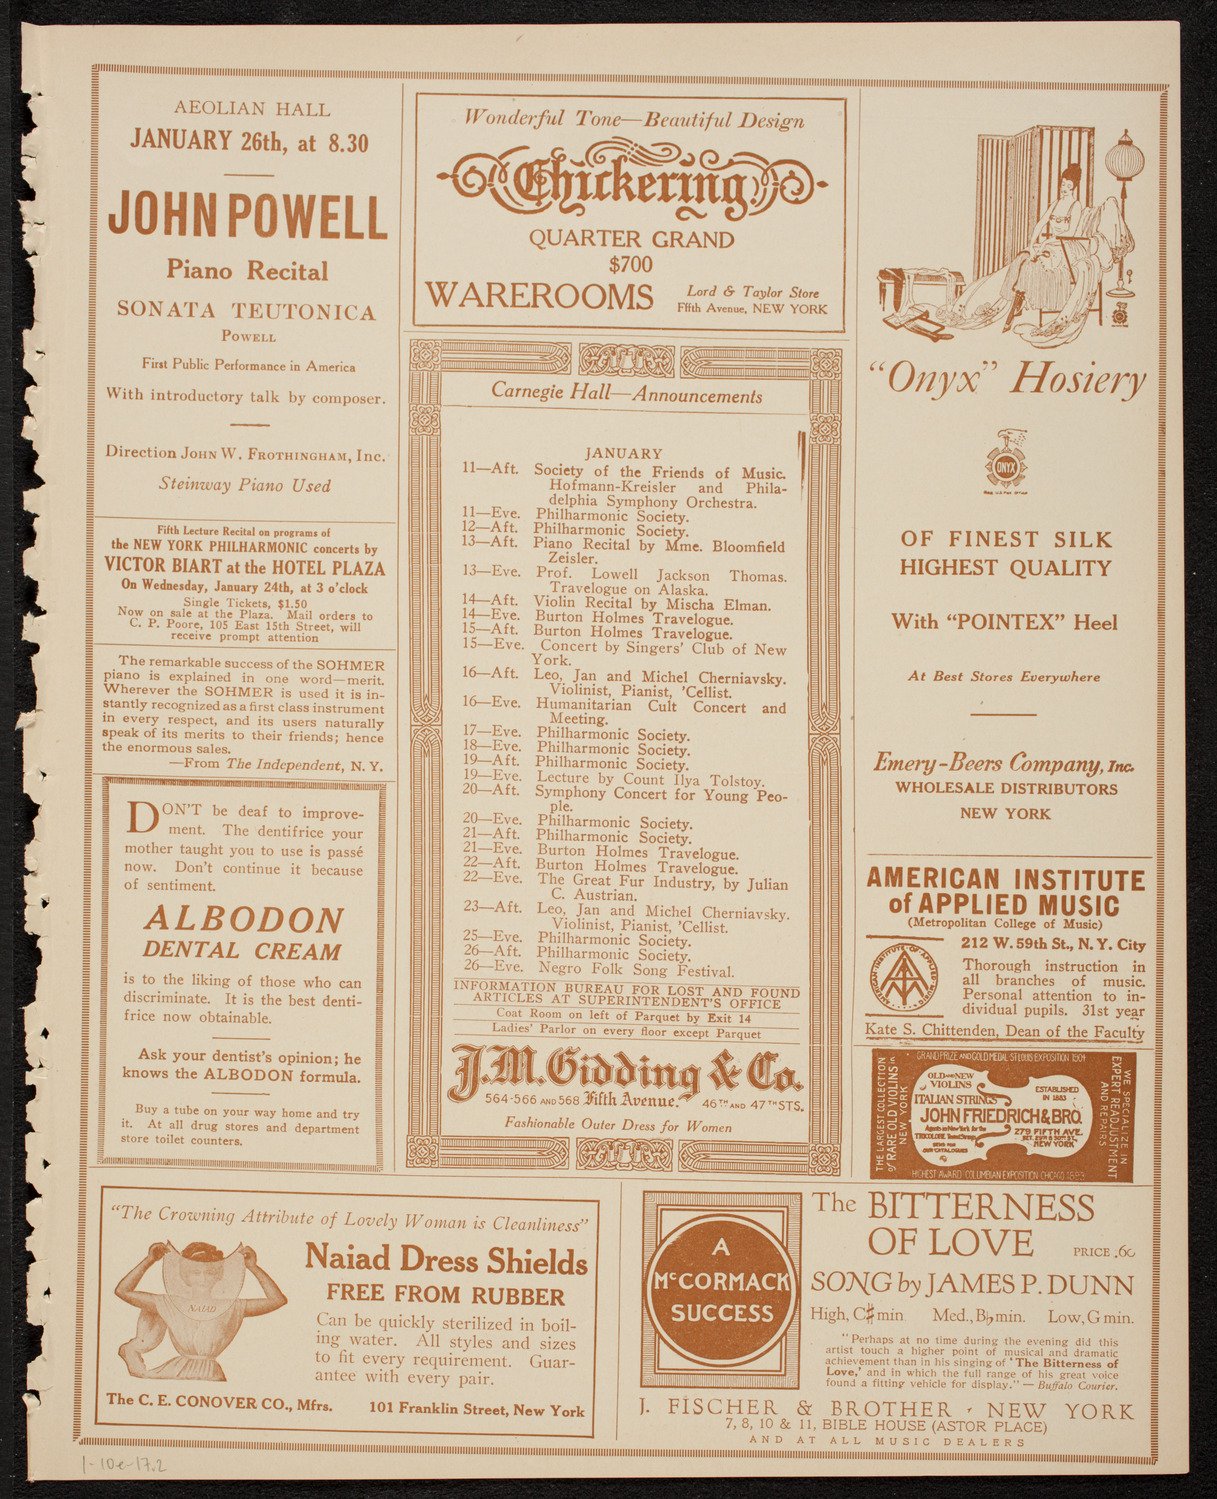 AEOLIAN HALL
JANUARY 26th, at 8.30
JOHN POWELL
Piano Recital
SONATA TEUTONICA
POWELL
First Public Performance in America
With introductory talk by composer.
Direction JOHN W. FROTHINGHAM, Inc.
Steinway Piano Used
Fifth Lecture Recital on programs of
the NEW YORK PHILHARMONIC concerts by
VICTOR BIART at the HOTEL PLAZA
On Wednesday, January 24th, at 3 o'clock
Single Tickets, $1.50
Now on sale at the Plaza. Mail orders to
C. P. Poore, 105 East 15th Street, will
receive prompt attention
The remarkable success of the SOHMER
piano is explained in one word—merit.
Wherever the SOHMER is used it is in-
stantly recognized as a first class instrument
in every respect, and its users naturally
speak of its merits to their friends; hence
the enormous sales.
—From The Independent, N. Y.
DON'T be deaf to improve-
ment. The dentifrice your
mother taught you to use is passé
now. Don't continue it because
of sentiment.
ALBODON
DENTAL CREAM
is to the liking of those who can
discriminate. It is the best denti-
frice now obtainable.
Ask your dentist's opinion; he
knows the ALBODON formula.
Buy a tube on your way home and try
it. At all drug stores and department
store toilet counters.
Wonderful Tone—Beautiful Design
Chickering
QUARTER GRAND
$700
WAREROOMS
Lord & Taylor Store
Fifth Avenue, NEW YORK
Carnegie Hall—Announcements
JANUARY
11—Aft. Society of the Friends of Music.
Hofmann-Kreisler and Phila-
delphia Symphony Orchestra.
11—Eve. Philharmonic Society.
12—Aft. Philharmonic Society.
13—Aft. Piano Recital by Mme. Bloomfield
Zeisler.
13—Eve. Prof. Lowell Jackson Thomas.
Travelogue on Alaska.
14—Aft. Violin Recital by Mischa Elman.
14—Eve. Burton Holmes Travelogue.
15—Aft. Burton Holmes Travelogue.
15—Eve. Concert by Singers' Club of New
York.
16—Aft. Leo, Jan and Michel Cherniavsky.
Violinist, Pianist, 'Cellist.
16—Eve. Humanitarian Cult Concert and
Meeting.
17—Eve. Philharmonic Society.
18—Eve. Philharmonic Society.
19—Aft. Philharmonic Society.
19—Eve. Lecture by Count Ilya Tolstoy.
20—Aft. Symphony Concert for Young Peo-
ple.
20—Eve. Philharmonic Society.
21—Aft. Philharmonic Society.
21—Eve. Burton Holmes Travelogue.
22—Aft. Burton Holmes Travelogue.
22—Eve. The Great Fur Industry, by Julian
C. Austrian.
23—Aft. Leo, Jan and Michel Cherniavsky.
Violinist, Pianist, 'Cellist.
25—Eve. Philharmonic Society.
26—Aft. Philharmonic Society.
26—Eve. Negro Folk Song Festival.
INFORMATION BUREAU FOR LOST AND FOUND
ARTICLES AT SUPERINTENDENT'S OFFICE
Coat Room on left of Parquet by Exit 14
Ladies' Parlor on every floor except Parquet
J. M. Gidding & Co.
564-566 AND 568 Fifth Avenue. 46TH AND 47TH STS.
Fashionable Outer Dress for Women
"Onyx" Hosiery
ONYX
OF FINEST SILK
HIGHEST QUALITY
With "POINTEX" Heel
At Best Stores Everywhere
Emery-Beers Company, Inc.
WHOLESALE DISTRIBUTORS
NEW YORK
AMERICAN INSTITUTE
of APPLIED MUSIC
(Metropolitan College of Music)
212 W. 59th St., N. Y. City
Thorough instruction in
all branches of music.
Personal attention to in-
dividual pupils. 31st year
Kate S. Chittenden, Dean of the Faculty
GRAND PRIZE AND GOLD MEDAL ST. LOUIS EXPOSITION 1904
THE LARGEST COLLECTION
of RARE OLD VIOLINS in
NEW YORK
OLD AND NEW
VIOLINS
ITALIAN STRINGS
ESTABLISHED
IN 1883
JOHN FRIEDRICH & BRO.
279 FIFTH AVE.
BET. 29TH & 30TH ST.,
NEW YORK
WE SPECIALIZE IN
EXPERT READJUSTMENT
AND REPAIRS
HIGHEST AWARD COLUMBIAN EXPOSITION CHICAGO 1893
"The Crowning Attribute of Lovely Woman is Cleanliness"
NAIAD
Naiad Dress Shields
FREE FROM RUBBER
Can be quickly sterilized in boil-
ing water. All styles and sizes
to fit every requirement. Guar-
antee with every pair.
The C. E. CONOVER CO., Mfrs. 101 Franklin Street, New York
A
McCORMACK
SUCCESS
The BITTERNESS
OF LOVE PRICE .60
SONG by JAMES P. DUNN
High, C♯ min Med., B♭ min. Low, G min.
"Perhaps at no time during the evening did this
artist touch a higher point of musical and dramatic
achievement than in his singing of 'The Bitterness of
Love,' and in which the full range of his great voice
found a fitting vehicle for display."—Buffalo Courier.
J. FISCHER & BROTHER · NEW YORK
7, 8, 10 & 11, BIBLE HOUSE (ASTOR PLACE)
AND AT ALL MUSIC DEALERS
1-10e-17.2